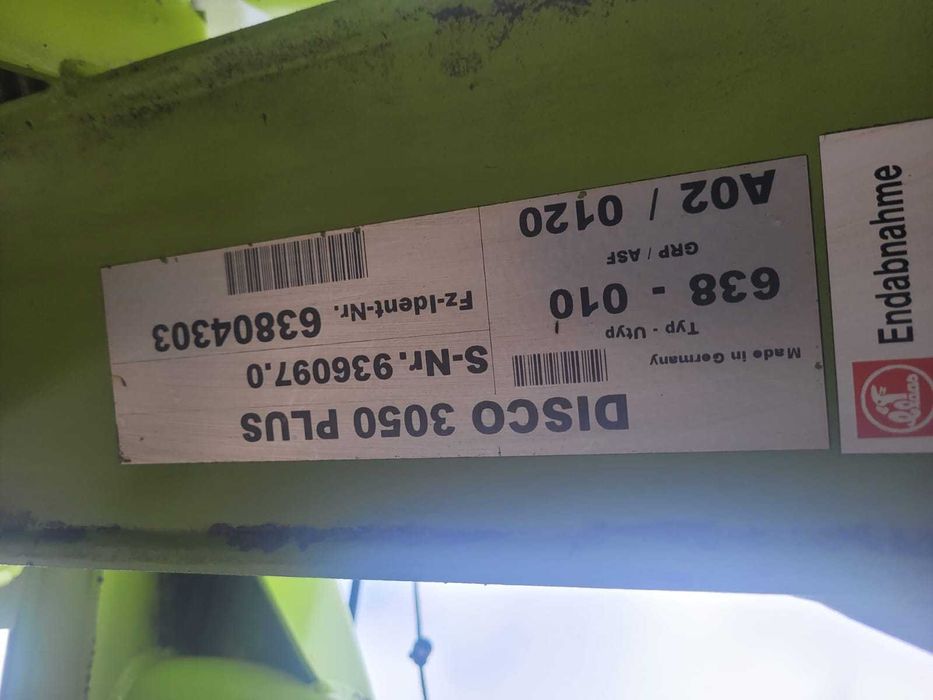 DISCO 3050 PLUS
Made in Germany
S-Nr. 936097.0
Typ - Utyp
638 - 010
Fz-Ident-Nr. 63804303
GRP / ASF
A02 / 0120
Endabnahme